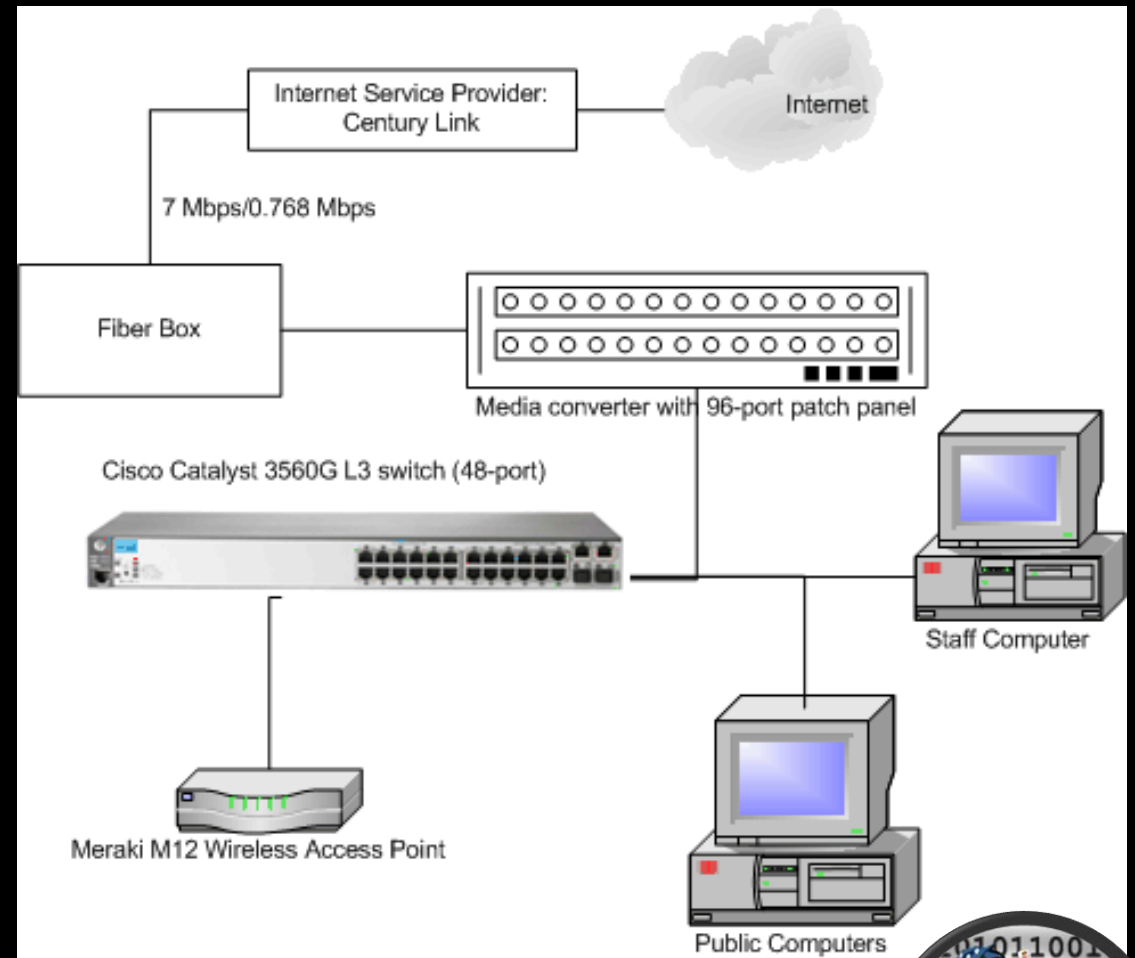 Internet Service Provider:
Century Link
Internet
7 Mbps/0.768 Mbps
Fiber Box
Media converter with 96-port patch panel
Cisco Catalyst 3560G L3 switch (48-port)
Staff Computer
Meraki M12 Wireless Access Point
Public Computers